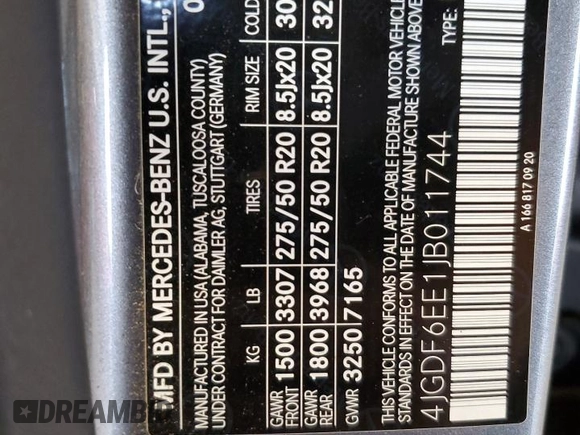 MFD BY MERCEDES-BENZ U.S. INTL.,
MANUFACTURED IN USA (ALABAMA, TUSCALOOSA COUNTY)
UNDER CONTRACT FOR DAIMLER AG, STUTTGART (GERMANY)
KG LB TIRES RIM SIZE COLD
GAWR FRONT 1500 3307 275/50 R20 8.5Jx20 30
GAWR REAR 1800 3968 275/50 R20 8.5Jx20 32
GVWR 3250 7165
THIS VEHICLE CONFORMS TO ALL APPLICABLE FEDERAL MOTOR VEHICLE
STANDARDS IN EFFECT ON THE DATE OF MANUFACTURE SHOWN ABOVE
4JGDF6EE1JB011744 TYPE:
A 166 817 09 20
DREAMBI